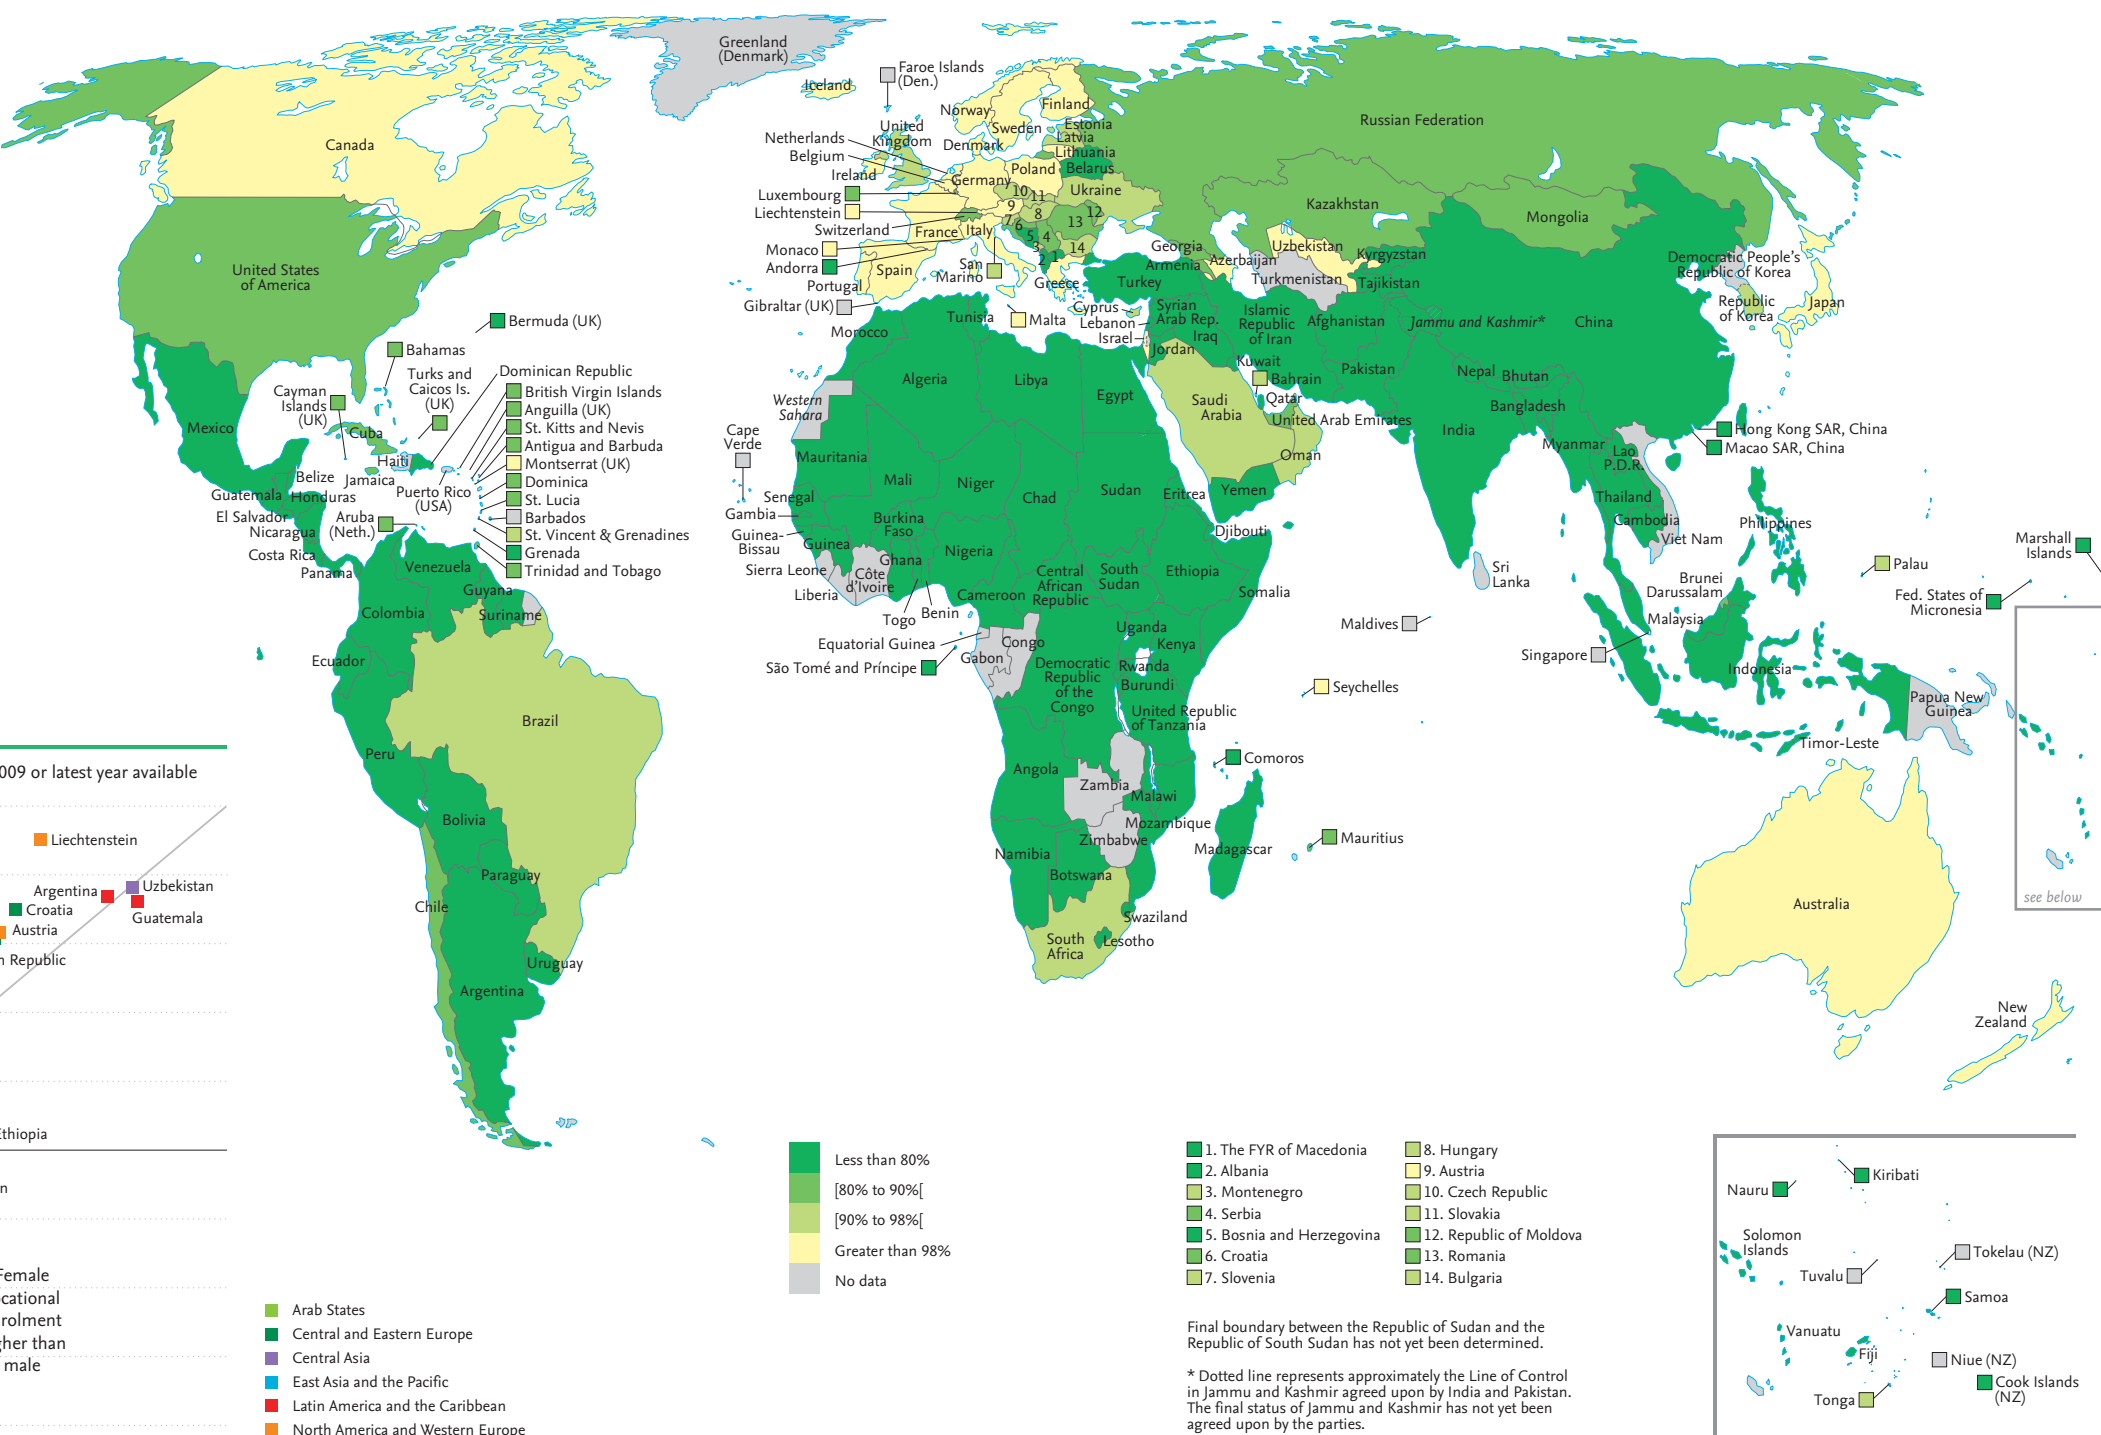 Greenland
(Denmark)
Faroe Islands
(Den.)
Iceland
Norway
Finland
Sweden
Estonia
Latvia
Lithuania
Denmark
Belarus
United
Kingdom
Netherlands
Belgium
Ireland
Luxembourg
Liechtenstein
Switzerland
Monaco
Andorra
Portugal
Gibraltar (UK)
Germany
Poland
Ukraine
France
Italy
Spain
San
Marino
Greece
Malta
10
11
9
8
7
6
5
4
3
2
1
12
13
14
Russian Federation
Canada
United States
of America
Kazakhstan
Mongolia
Georgia
Armenia
Azerbaijan
Uzbekistan
Turkmenistan
Kyrgyzstan
Tajikistan
Turkey
Cyprus
Lebanon
Israel
Syrian
Arab Rep.
Iraq
Jordan
Islamic
Republic
of Iran
Afghanistan
Jammu and Kashmir*
China
Democratic People's
Republic of Korea
Republic
of Korea
Japan
Kuwait
Bahrain
Qatar
United Arab Emirates
Saudi
Arabia
Oman
Yemen
Pakistan
Nepal
Bhutan
Bangladesh
India
Myanmar
Lao
P.D.R.
Thailand
Cambodia
Viet Nam
Hong Kong SAR, China
Macao SAR, China
Philippines
Sri
Lanka
Maldives
Brunei
Darussalam
Malaysia
Singapore
Indonesia
Timor-Leste
Papua New
Guinea
Palau
Fed. States of
Micronesia
Marshall
Islands
Australia
New
Zealand
see below
Bermuda (UK)
Bahamas
Turks and
Caicos Is.
(UK)
Cayman
Islands
(UK)
Cuba
Haiti
Jamaica
Puerto Rico
(USA)
Aruba
(Neth.)
Dominican Republic
British Virgin Islands
Anguilla (UK)
St. Kitts and Nevis
Antigua and Barbuda
Montserrat (UK)
Dominica
St. Lucia
Barbados
St. Vincent & Grenadines
Grenada
Trinidad and Tobago
Mexico
Belize
Guatemala
Honduras
El Salvador
Nicaragua
Costa Rica
Panama
Venezuela
Guyana
Suriname
Colombia
Ecuador
Peru
Brazil
Bolivia
Paraguay
Chile
Uruguay
Argentina
Morocco
Tunisia
Algeria
Libya
Egypt
Western
Sahara
Cape
Verde
Mauritania
Mali
Niger
Chad
Sudan
Eritrea
Djibouti
Senegal
Gambia
Guinea-
Bissau
Guinea
Sierra Leone
Liberia
Côte
d'Ivoire
Burkina
Faso
Ghana
Togo
Benin
Nigeria
Cameroon
Central
African
Republic
South
Sudan
Ethiopia
Somalia
Equatorial Guinea
São Tomé and Príncipe
Gabon
Congo
Democratic
Republic
of the
Congo
Uganda
Kenya
Rwanda
Burundi
United Republic
of Tanzania
Seychelles
Comoros
Angola
Zambia
Malawi
Mozambique
Zimbabwe
Namibia
Botswana
Madagascar
Mauritius
Swaziland
Lesotho
South
Africa
009 or latest year available
Liechtenstein
Argentina
Uzbekistan
Croatia
Guatemala
Austria
h Republic
Ethiopia
n
Female
cational
rolment
gher than
male
Arab States
Central and Eastern Europe
Central Asia
East Asia and the Pacific
Latin America and the Caribbean
North America and Western Europe
Less than 80%
[80% to 90%[
[90% to 98%[
Greater than 98%
No data
1. The FYR of Macedonia
2. Albania
3. Montenegro
4. Serbia
5. Bosnia and Herzegovina
6. Croatia
7. Slovenia
8. Hungary
9. Austria
10. Czech Republic
11. Slovakia
12. Republic of Moldova
13. Romania
14. Bulgaria
Final boundary between the Republic of Sudan and the
Republic of South Sudan has not yet been determined.
* Dotted line represents approximately the Line of Control
in Jammu and Kashmir agreed upon by India and Pakistan.
The final status of Jammu and Kashmir has not yet been
agreed upon by the parties.
Nauru
Kiribati
Solomon
Islands
Tuvalu
Tokelau (NZ)
Samoa
Vanuatu
Fiji
Niue (NZ)
Cook Islands
(NZ)
Tonga